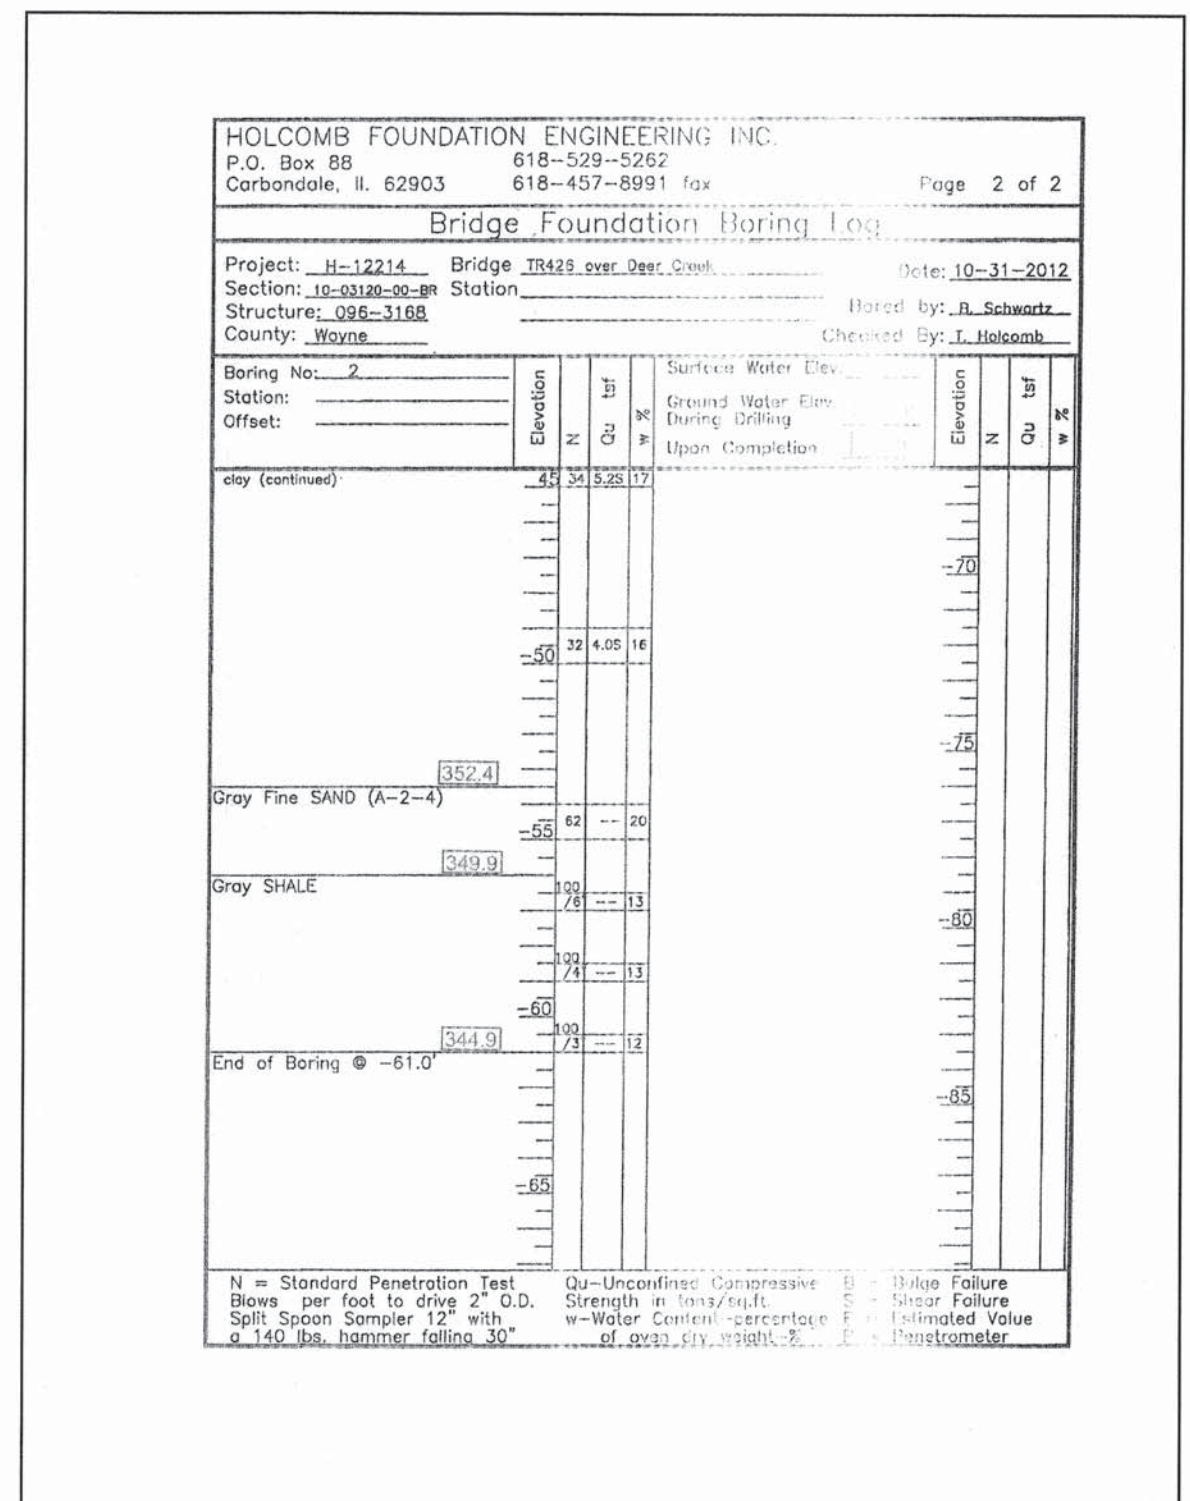 HOLCOMB FOUNDATION ENGINEERING INC.
P.O. Box 88 618--529--5262
Carbondale, Il. 62903 618--457--8991 fax Page 2 of 2
Bridge Foundation Boring Log
Project: H--12214 Bridge TR426 over Deer Creek Date: 10-31-2012
Section: 10-03120-00-BR Station
Structure: 096-3168 Bored by: R. Schwartz
County: Wayne Checked By: T. Holcomb
Boring No: 2 Surface Water Elev.
Station: Ground Water Elev.
Offset: During Drilling
Upon Completion
Elevation N Qu tsf w %
Elevation N Qu tsf w %
clay (continued) 45 34 5.2S 17
-70
-50 32 4.0S 16
-75
352.4
Gray Fine SAND (A-2-4)
-55 62 -- 20
349.9
Gray SHALE
100
/6 -- 13
-80
100
/4 -- 13
-60
344.9 100
/3 -- 12
End of Boring @ -61.0'
-85
-65
N = Standard Penetration Test Qu-Unconfined Compressive B - Bulge Failure
Blows per foot to drive 2" O.D. Strength in tons/sq.ft. S - Shear Failure
Split Spoon Sampler 12" with w-Water Content-percentage E - Estimated Value
a 140 lbs. hammer falling 30" of oven dry weight-% P - Penetrometer